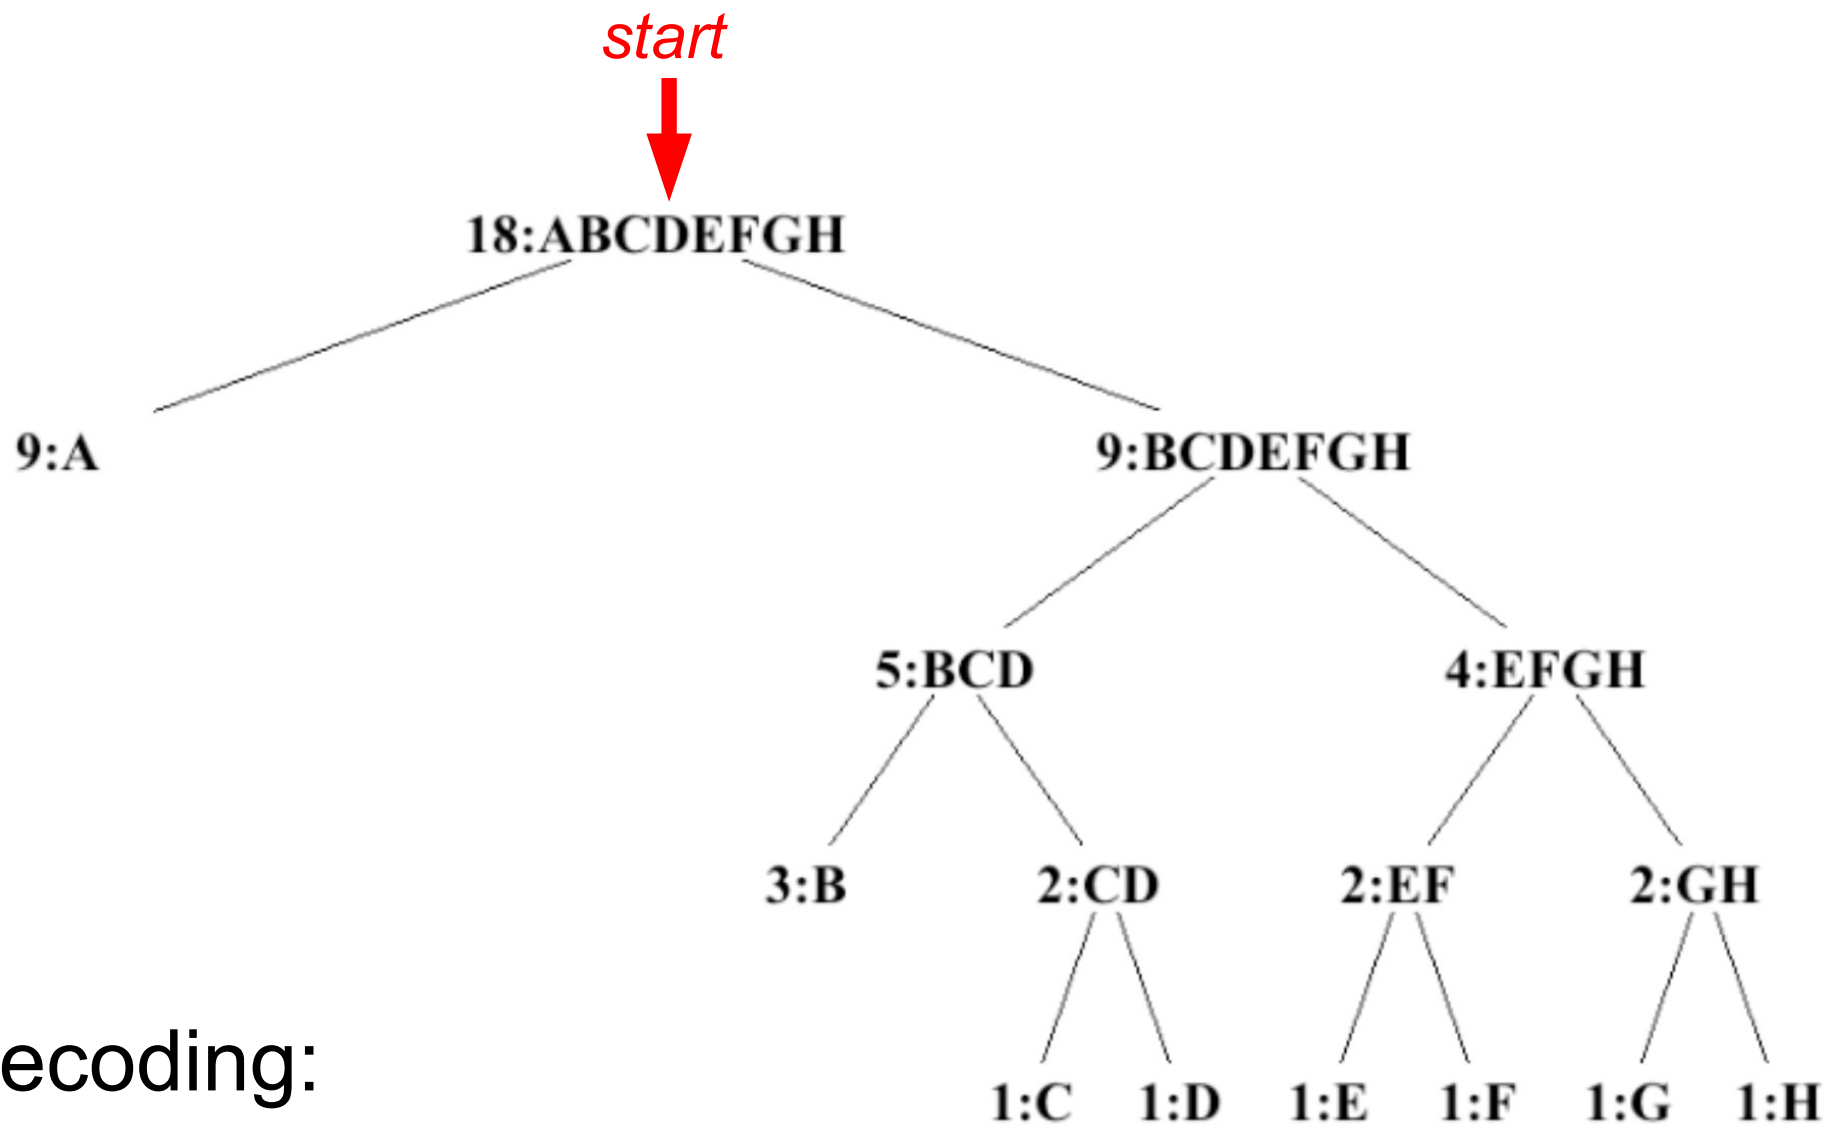 start
18:ABCDEFGH
9:A
9:BCDEFGH
5:BCD
4:EFGH
3:B
2:CD
2:EF
2:GH
ecoding:
1:C
1:D
1:E
1:F
1:G
1:H